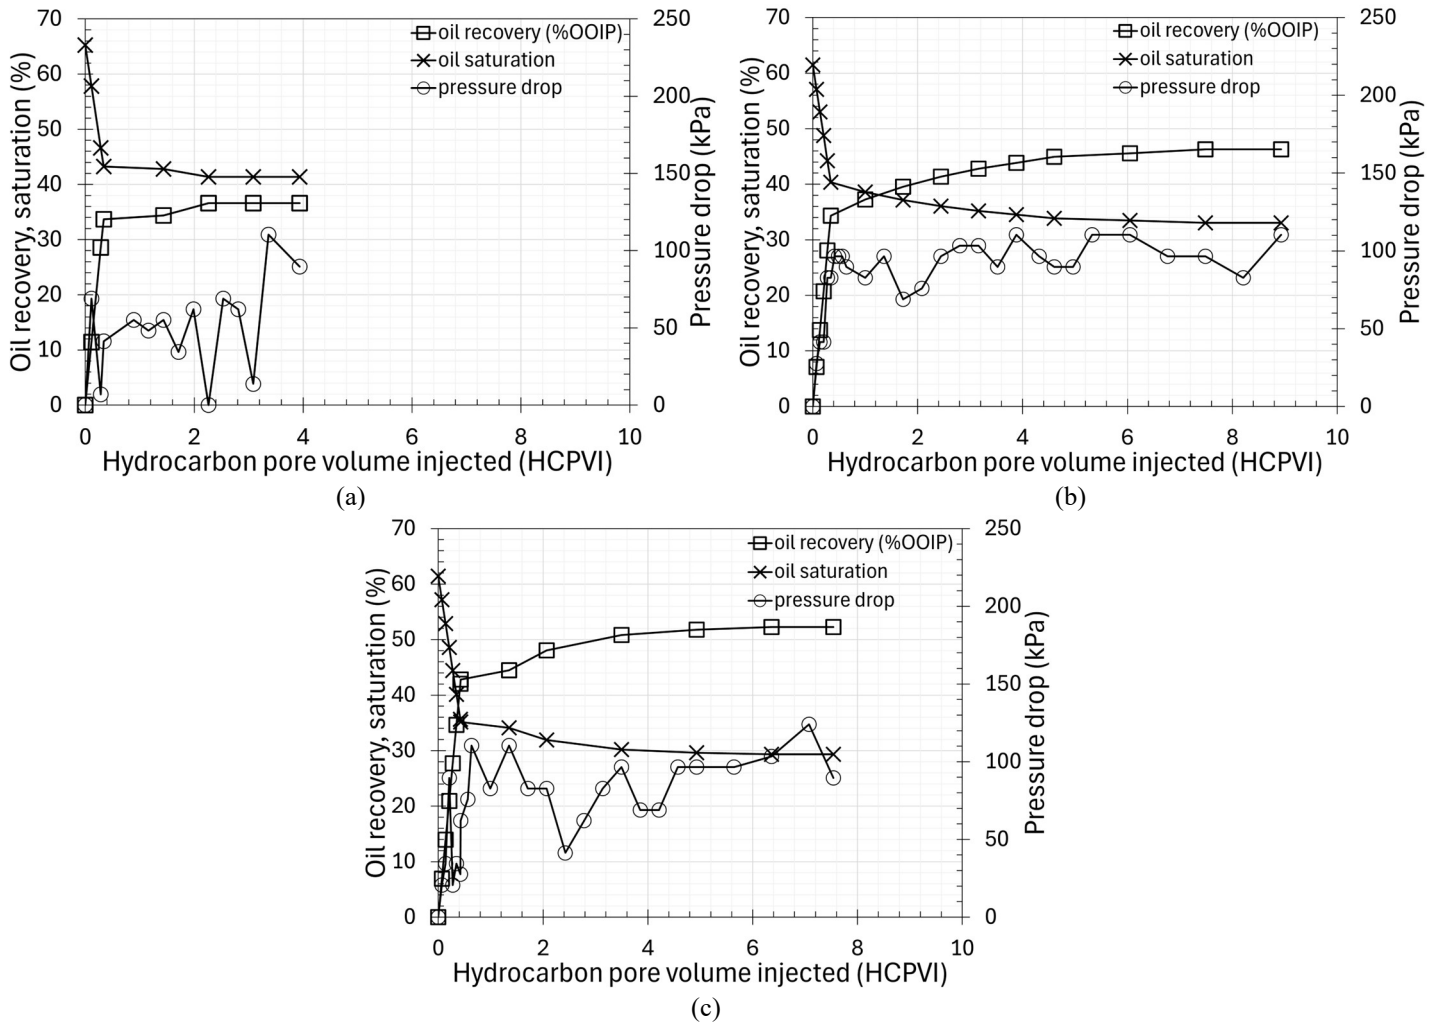 70
60
50
40
30
20
10
0
Oil recovery, saturation (%)
oil recovery (%OOIP)
oil saturation
pressure drop
250
200
150
100
50
0
Pressure drop (kPa)
0 2 4 6 8 10
Hydrocarbon pore volume injected (HCPVI)
(a)
70
60
50
40
30
20
10
0
Oil recovery, saturation (%)
oil recovery (%OOIP)
oil saturation
pressure drop
250
200
150
100
50
0
Pressure drop (kPa)
0 2 4 6 8 10
Hydrocarbon pore volume injected (HCPVI)
(b)
70
60
50
40
30
20
10
0
Oil recovery, saturation (%)
oil recovery (%OOIP)
oil saturation
pressure drop
250
200
150
100
50
0
Pressure drop (kPa)
0 2 4 6 8 10
Hydrocarbon pore volume injected (HCPVI)
(c)